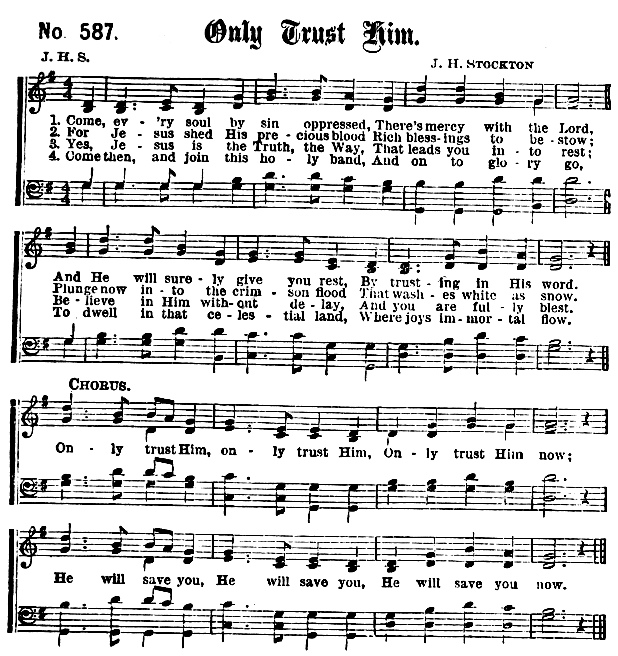 No. 587. Only Trust Him.
J. H. S. J. H. STOCKTON
1. Come, ev - 'ry soul by sin oppressed, There's mercy with the Lord,
2. For Je - sus shed His pre - cious blood Rich bless - ings to be - stow;
3. Yes, Je - sus is the Truth, the Way, That leads you in - to rest;
4. Come then, and join this ho - ly band, And on to glo - ry go,
And He will sure - ly give you rest, By trust - ing in His word.
Plunge now in - to the crim - son flood That wash - es white as snow.
Be - lieve in Him with - out de - lay, And you are ful - ly blest.
To dwell in that ce - les - tial land, Where joys im - mor - tal flow.
CHORUS.
On - ly trust Him, on - ly trust Him, On - ly trust Him now;
He will save you, He will save you, He will save you now.